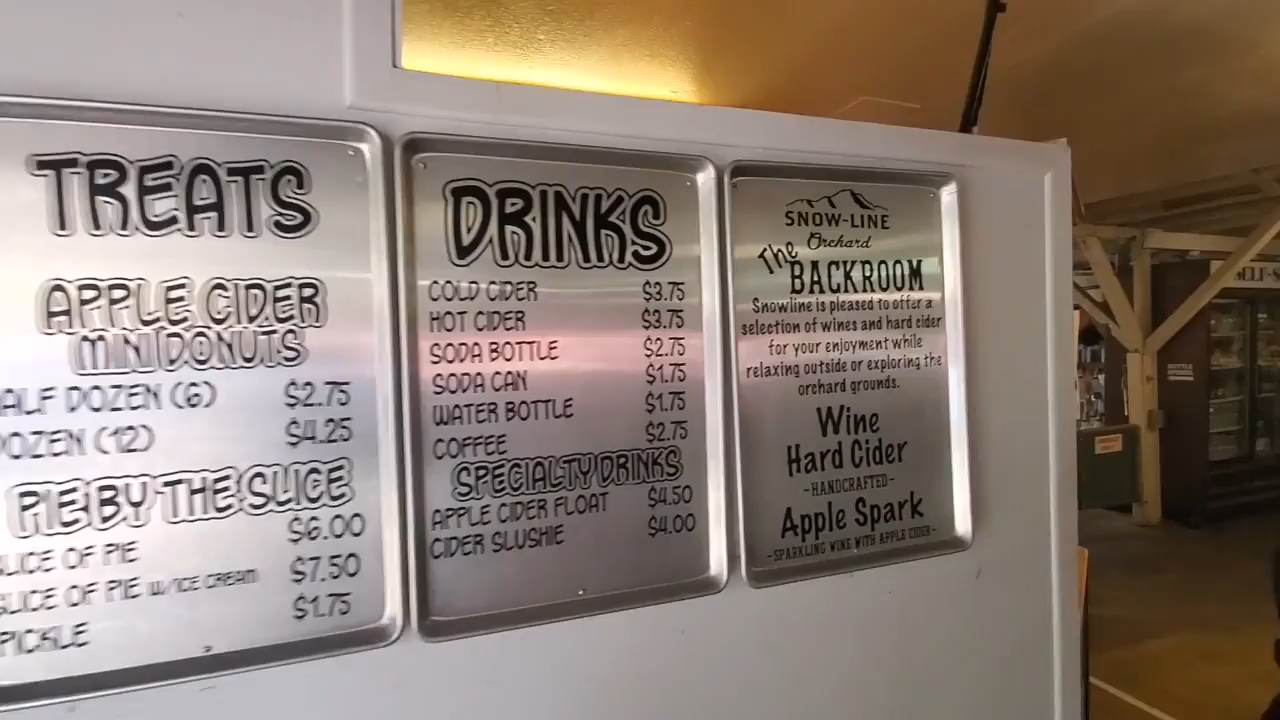 TREATS
APPLE CIDER
MINI DONUTS
ALF DOZEN (6) $2.75
DOZEN (12) $4.25
PIE BY THE SLICE
SLICE OF PIE $6.00
SLICE OF PIE W/ICE CREAM $7.50
PICKLE $1.75
DRINKS
COLD CIDER $3.75
HOT CIDER $3.75
SODA BOTTLE $2.75
SODA CAN $1.75
WATER BOTTLE $1.75
COFFEE $2.75
SPECIALTY DRINKS
APPLE CIDER FLOAT $4.50
CIDER SLUSHIE $4.00
SNOW-LINE
Orchard
The
BACKROOM
Snowline is pleased to offer a
selection of wines and hard cider
for your enjoyment while
relaxing outside or exploring the
orchard grounds.
Wine
Hard Cider
-HANDCRAFTED-
Apple Spark
-SPARKLING WINE WITH APPLE CIDER-